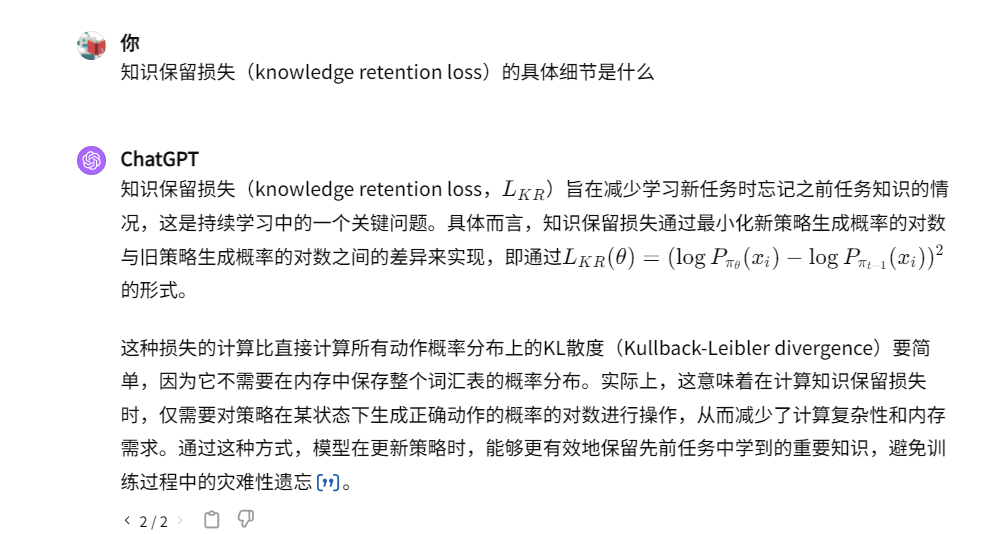 你
知识保留损失（knowledge retention loss）的具体细节是什么
ChatGPT
知识保留损失（knowledge retention loss，L_{KR}）旨在减少学习新任务时忘记之前任务知识的情
况，这是持续学习中的一个关键问题。具体而言，知识保留损失通过最小化新策略生成概率的对数
与旧策略生成概率的对数之间的差异来实现，即通过L_{KR}(θ) = (log P_{π_θ}(x_i) − log P_{π_{t−1}}(x_i))^2
的形式。
这种损失的计算比直接计算所有动作概率分布上的KL散度（Kullback-Leibler divergence）要简
单，因为它不需要在内存中保存整个词汇表的概率分布。实际上，这意味着在计算知识保留损失
时，仅需要对策略在某状态下生成正确动作的概率的对数进行操作，从而减少了计算复杂性和内存
需求。通过这种方式，模型在更新策略时，能够更有效地保留先前任务中学到的重要知识，避免训
练过程中的灾难性遗忘。
2 / 2